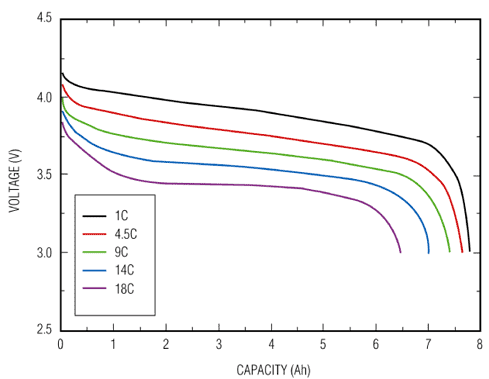 4.5
4.0
3.5
3.0
2.5
VOLTAGE (V)
1C
4.5C
9C
14C
18C
0 1 2 3 4 5 6 7 8
CAPACITY (Ah)